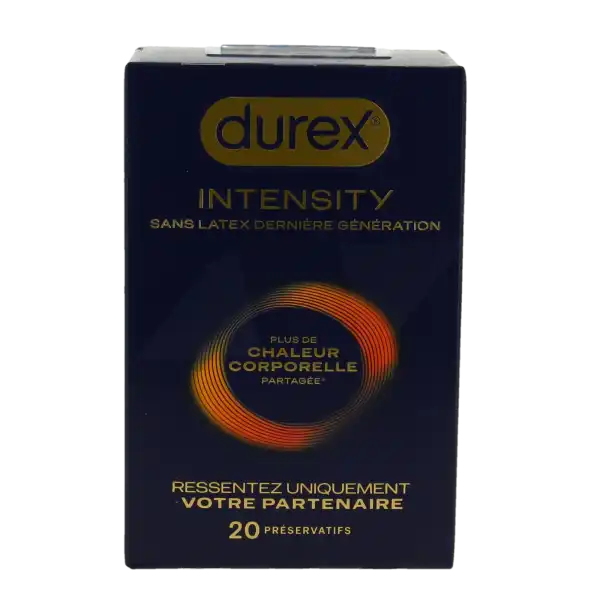 durex®
INTENSITY
SANS LATEX DERNIÈRE GÉNÉRATION
PLUS DE
CHALEUR
CORPORELLE
PARTAGÉE*
RESSENTEZ UNIQUEMENT
VOTRE PARTENAIRE
20 PRÉSERVATIFS